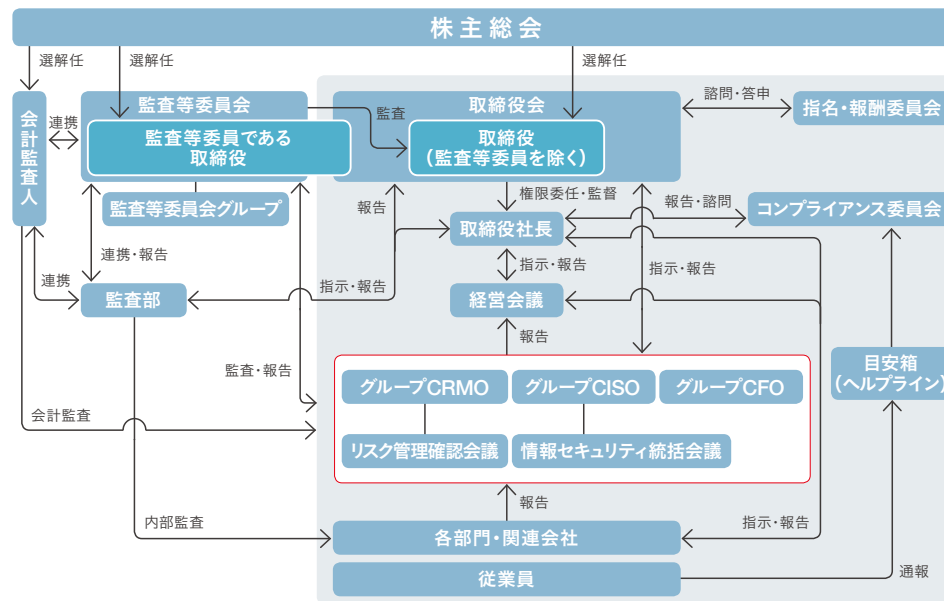 株主総会
選解任
選解任
選解任
会計監査人
連携
監査等委員会
監査等委員である
取締役
監査
取締役会
取締役
(監査等委員を除く)
諮問・答申
指名・報酬委員会
監査等委員会グループ
報告
権限委任・監督
取締役社長
報告・諮問
コンプライアンス委員会
連携・報告
連携
監査部
指示・報告
指示・報告
経営会議
指示・報告
報告
監査・報告
目安箱
(ヘルプライン)
グループCRMO
グループCISO
グループCFO
会計監査
リスク管理確認会議
情報セキュリティ統括会議
報告
内部監査
各部門・関連会社
指示・報告
従業員
通報